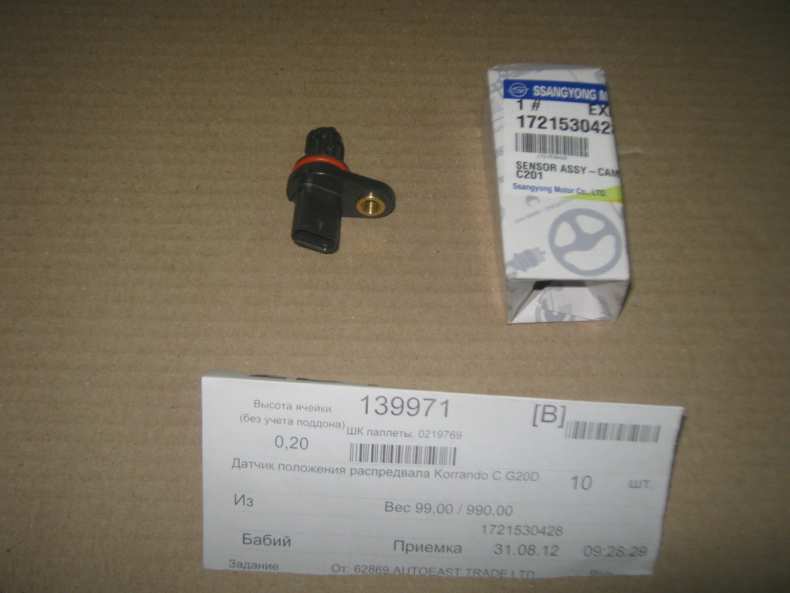 SSANGYONG M
1 # EX
172153042
SENSOR ASSY-CAM
C201
Ssangyong Motor Co., LTD.
Высота ячейки 139971 [B]
(без учета поддона) ШК паллеты: 0219769
0,20
Датчик положения распредвала Korrando C G20D 10 шт.
Из Вес 99,00 / 990,00
1721530428
Бабий Приемка 31.08.12 09:28:29
Задание От: 62869 AUTOEAST TRADE LTD